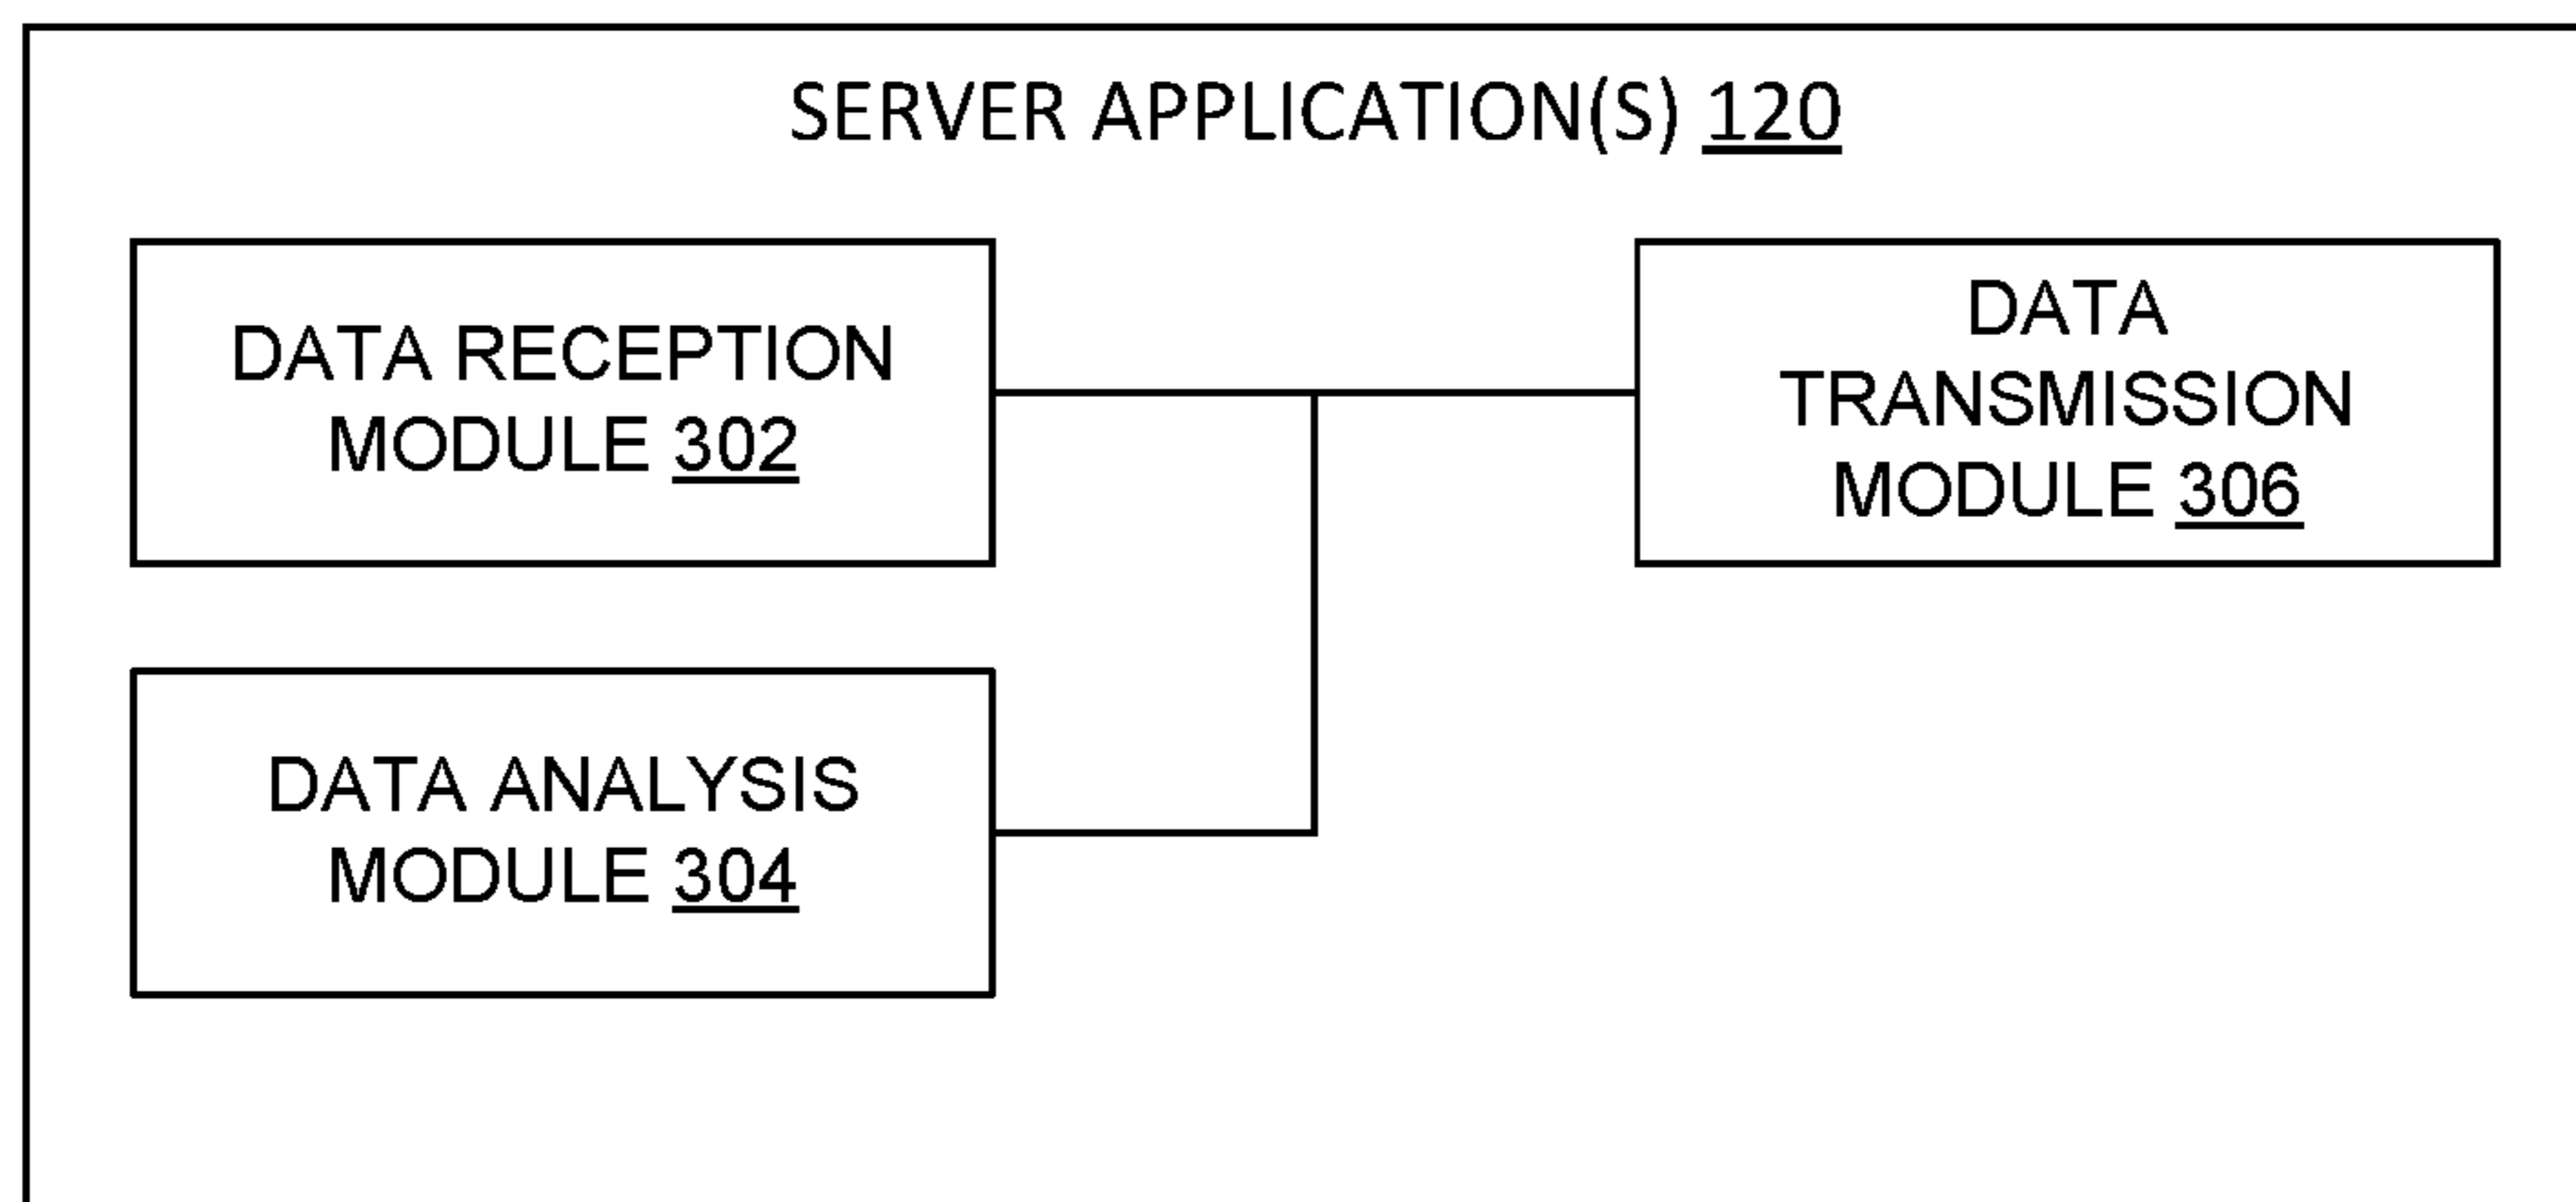 SERVER APPLICATION(S) 120
DATA RECEPTION
MODULE 302
DATA
TRANSMISSION
MODULE 306
DATA ANALYSIS
MODULE 304